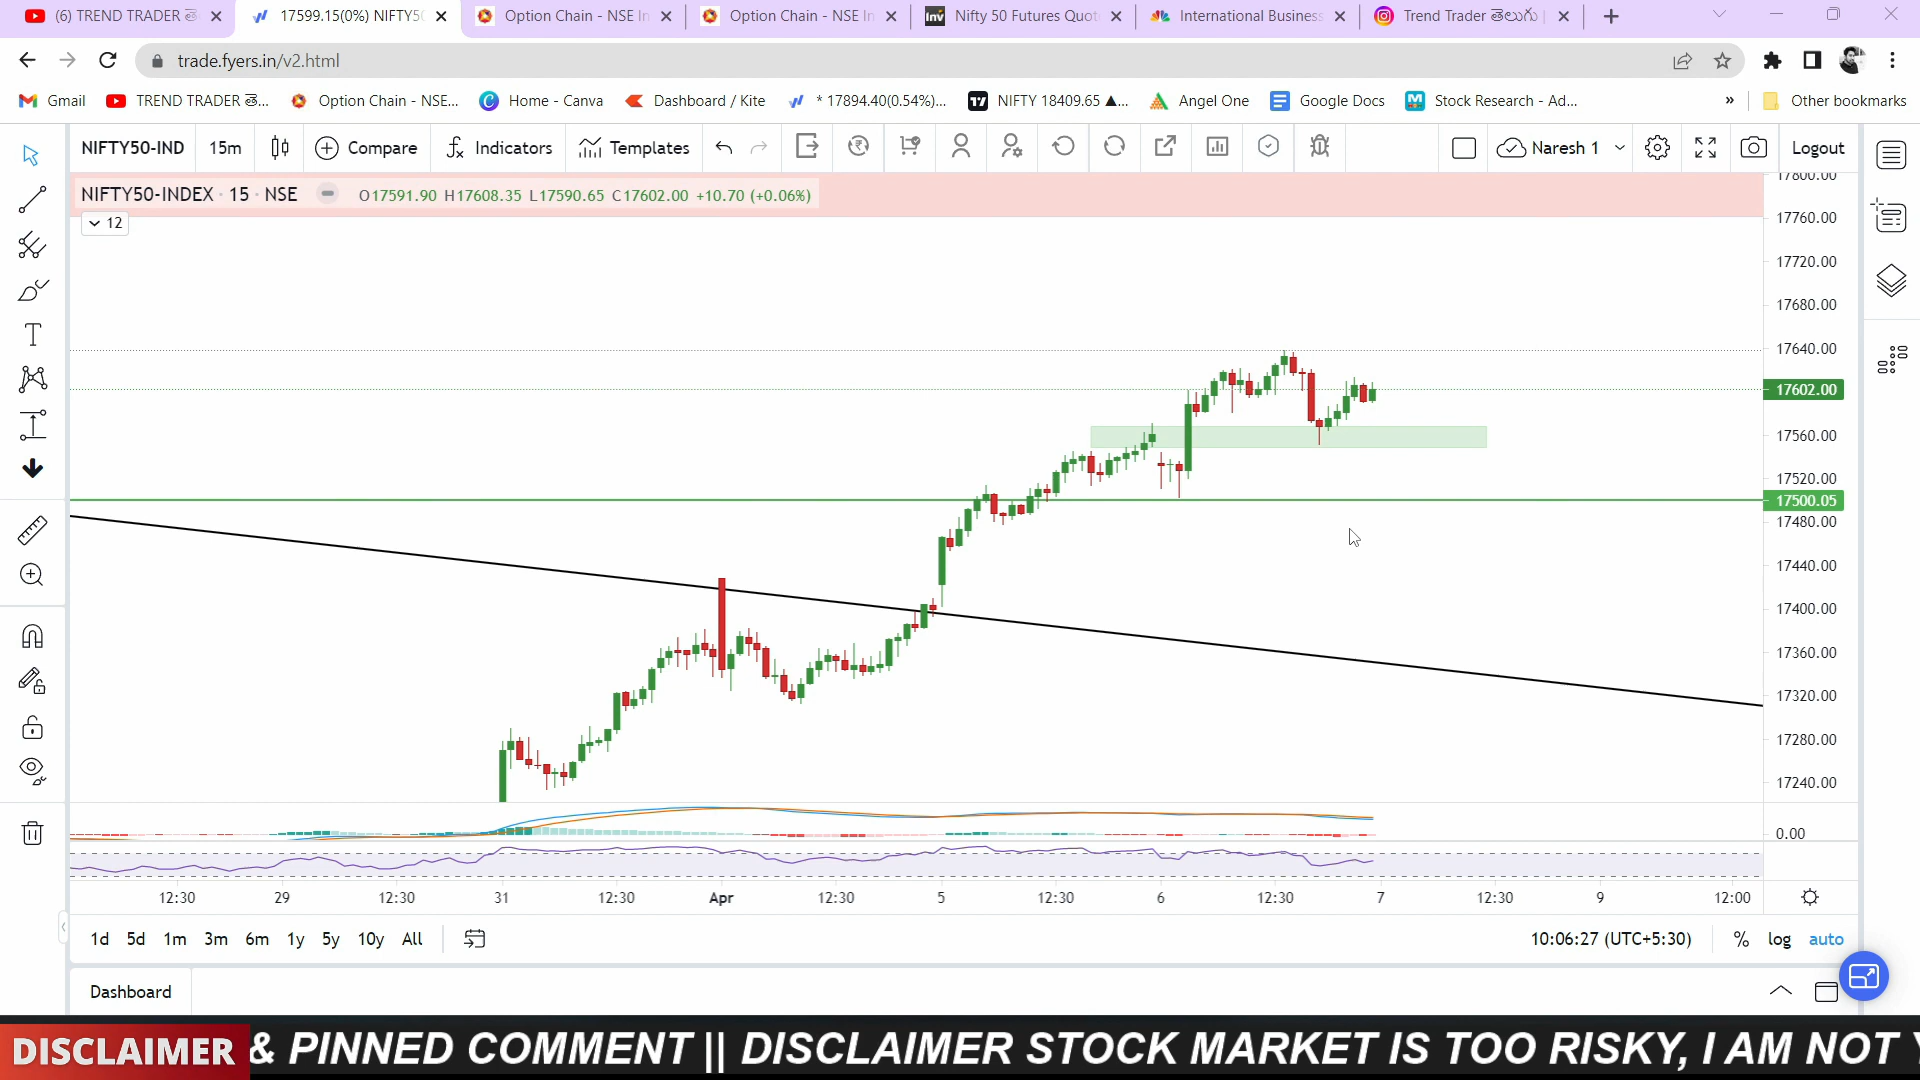 (6) TREND TRADER తె
17599.15(0%) NIFTY50
Option Chain - NSE In
Option Chain - NSE In
Nifty 50 Futures Quot
International Business
Trend Trader తెలుగు |
trade.fyers.in/v2.html
Gmail
TREND TRADER తె...
Option Chain - NSE...
Home - Canva
Dashboard / Kite
* 17894.40(0.54%)...
NIFTY 18409.65 ▲...
Angel One
Google Docs
Stock Research - Ad...
»
Other bookmarks
NIFTY50-IND
15m
Compare
Indicators
Templates
Naresh 1
Logout
NIFTY50-INDEX · 15 · NSE
O17591.90 H17608.35 L17590.65 C17602.00 +10.70 (+0.06%)
12
17800.00
17760.00
17720.00
17680.00
17640.00
17602.00
17560.00
17520.00
17500.05
17480.00
17440.00
17400.00
17360.00
17320.00
17280.00
17240.00
0.00
12:30 29 12:30 31 12:30 Apr 12:30 5 12:30 6 12:30 7 12:30 9 12:00
1d 5d 1m 3m 6m 1y 5y 10y All
10:06:27 (UTC+5:30)
% log auto
Dashboard
DISCLAIMER
& PINNED COMMENT || DISCLAIMER STOCK MARKET IS TOO RISKY, I AM NOT